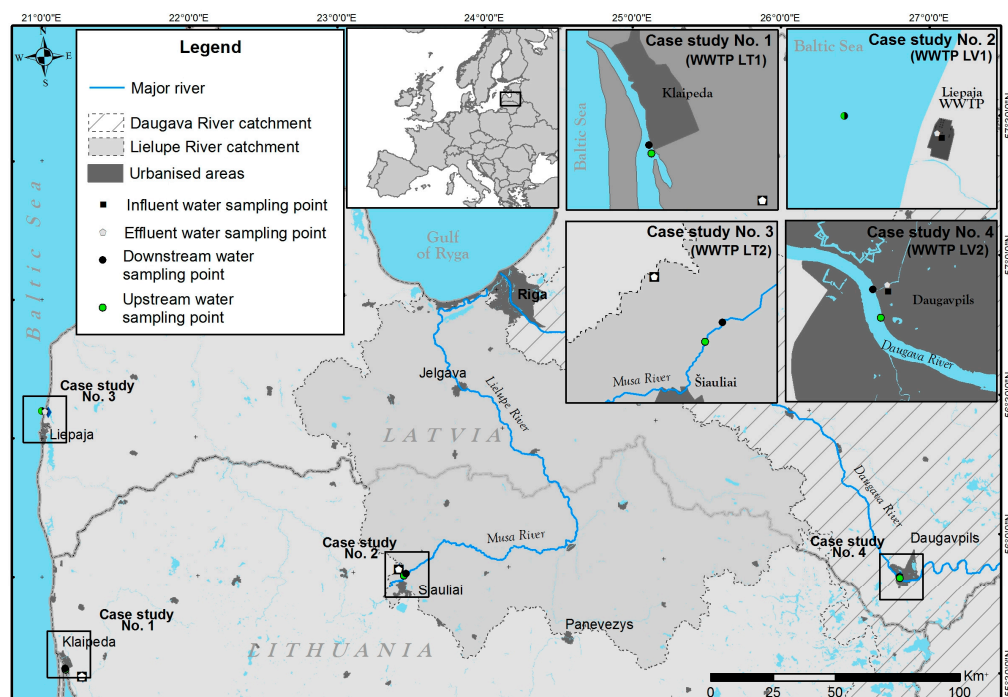 21°0'0"E
22°0'0"E
23°0'0"E
24°0'0"E
25°0'0"E
26°0'0"E
27°0'0"E
N
W
E
S
Legend
Major river
Daugava River catchment
Lielupe River catchment
Urbanised areas
Influent water sampling point
Effluent water sampling point
Downstream water
sampling point
Upstream water
sampling point
Case study No. 1
(WWTP LT1)
Klaipeda
Baltic Sea
Case study No. 2
(WWTP LV1)
Baltic Sea
Liepaja
WWTP
Case study No. 3
(WWTP LT2)
Musa River
Šiauliai
Case study No. 4
(WWTP LV2)
Daugavpils
Daugava River
Baltic Sea
Gulf
of Ryga
Riga
Jelgava
Lielupe River
LATVIA
Case study
No. 3
Liepaja
Case study
No. 2
Musa River
Siauliai
Daugava River
Case study
No. 4
Daugavpils
Case study
No. 1
Klaipeda
LITHUANIA
Panevezys
Km
0
25
50
100